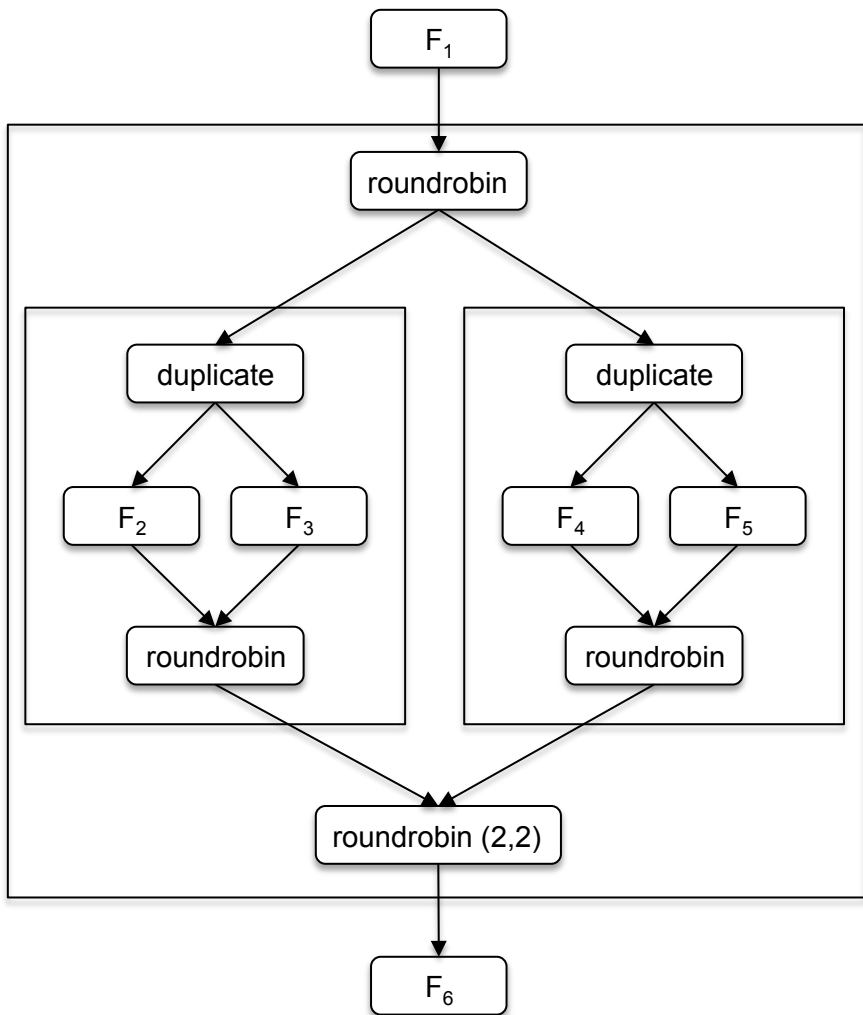 F₁
roundrobin
duplicate
duplicate
F₂
F₃
F₄
F₅
roundrobin
roundrobin
roundrobin (2,2)
F₆